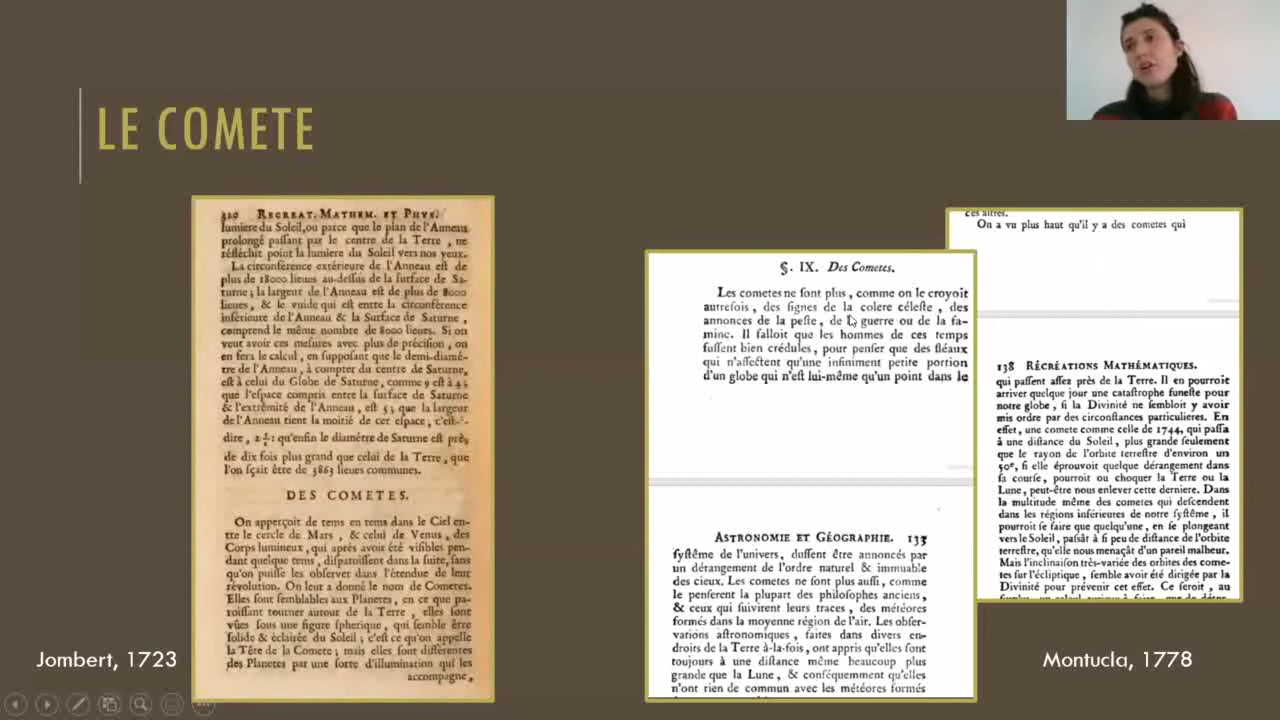 LE COMETE
320 RECREAT. MATHEM. ET PHYS.
lumiere du Soleil, ou parce que le plan de l'Anneau
prolongé passant par le centre de la Terre, ne
réfléchit point la lumiere du Soleil vers nos yeux.
La circonférence extérieure de l'Anneau est de
plus de 18000 lieues au-dessus de la surface de Sa-
turne ; la largeur de l'Anneau est de plus de 8000
lieues, & le vuide qui est entre la circonférence
inférieure de l'Anneau & la Surface de Saturne,
comprend le même nombre de 8000 lieues. Si on
veut avoir ces mesures avec plus de précision, on
en fera le calcul, en supposant que le demi-diamé-
tre de l'Anneau, à compter du centre de Saturne,
est à celui du Globe de Saturne, comme 9 est à 4 ;
que l'espace compris entre la surface de Saturne
& l'extrêmité de l'Anneau, est 5 ; que la largeur
de l'Anneau tient la moitié de cet espace, c'est-à-
dire, 2 1/2 : qu'enfin le diamétre de Saturne est près
de dix fois plus grand que celui de la Terre, que
l'on sçait être de 3863 lieues communes.
DES COMETES.
On apperçoit de tems en tems dans le Ciel en-
tre le cercle de Mars, & celui de Venus, des
Corps lumineux, qui après avoir été visibles pen-
dant quelque tems, disparoissent dans la suite, sans
qu'on puisse les observer dans l'étendue de leur
révolution. On leur a donné le nom de Cometes.
Elles sont semblables aux Planetes, en ce que pa-
roissant tourner autour de la Terre, elles sont
vûes sous une figure spherique, qui semble être
solide & éclairée du Soleil ; c'est ce qu'on appelle
la Tête de la Comete ; mais elles sont différentes
des Planetes par une sorte d'illumination qui les
accompagne,
Jombert, 1723
§. IX. Des Cometes.
Les cometes ne sont plus, comme on le croyoit
autrefois, des signes de la colere céleste, des
annonces de la peste, de la guerre ou de la fa-
mine. Il falloit que les hommes de ces temps
fussent bien crédules, pour penser que des fléaux
qui n'affectent qu'une infiniment petite portion
d'un globe qui n'est lui-même qu'un point dans le
ASTRONOMIE ET GÉOGRAPHIE. 133
systême de l'univers, dussent être annoncés par
un dérangement de l'ordre naturel & immuable
des cieux. Les cometes ne sont plus aussi, comme
le penserent la plupart des philosophes anciens,
& ceux qui suivirent leurs traces, des météores
formés dans la moyenne région de l'air. Les obser-
vations astronomiques, faites dans divers en-
droits de la Terre à-la-fois, ont appris qu'elles sont
toujours à une distance même beaucoup plus
grande que la Lune, & conséquemment qu'elles
n'ont rien de commun avec les météores formés
ces altres.
On a vu plus haut qu'il y a des cometes qui
138 RÉCRÉATIONS MATHÉMATIQUES.
qui passent assez près de la Terre. Il en pourroit
arriver quelque jour une catastrophe funeste pour
notre globe, si la Divinité ne sembloit y avoir
mis ordre par des circonstances particulieres. En
effet, une comete comme celle de 1744, qui passa
à une distance du Soleil, plus grande seulement
que le rayon de l'orbite terrestre d'environ un
50e, si elle éprouvoit quelque dérangement dans
sa course, pourroit ou choquer la Terre ou la
Lune, peut-être nous enlever cette derniere. Dans
la multitude même des cometes qui descendent
dans les régions inférieures de notre systême, il
pourroit se faire que quelqu'une, en se plongeant
vers le Soleil, passât à si peu de distance de l'orbite
terrestre, qu'elle nous menaçât d'un pareil malheur.
Mais l'inclinaison très-variée des orbites des come-
tes sur l'écliptique, semble avoir été dirigée par la
Divinité pour prévenir cet effet. Ce seroit, au
Montucla, 1778